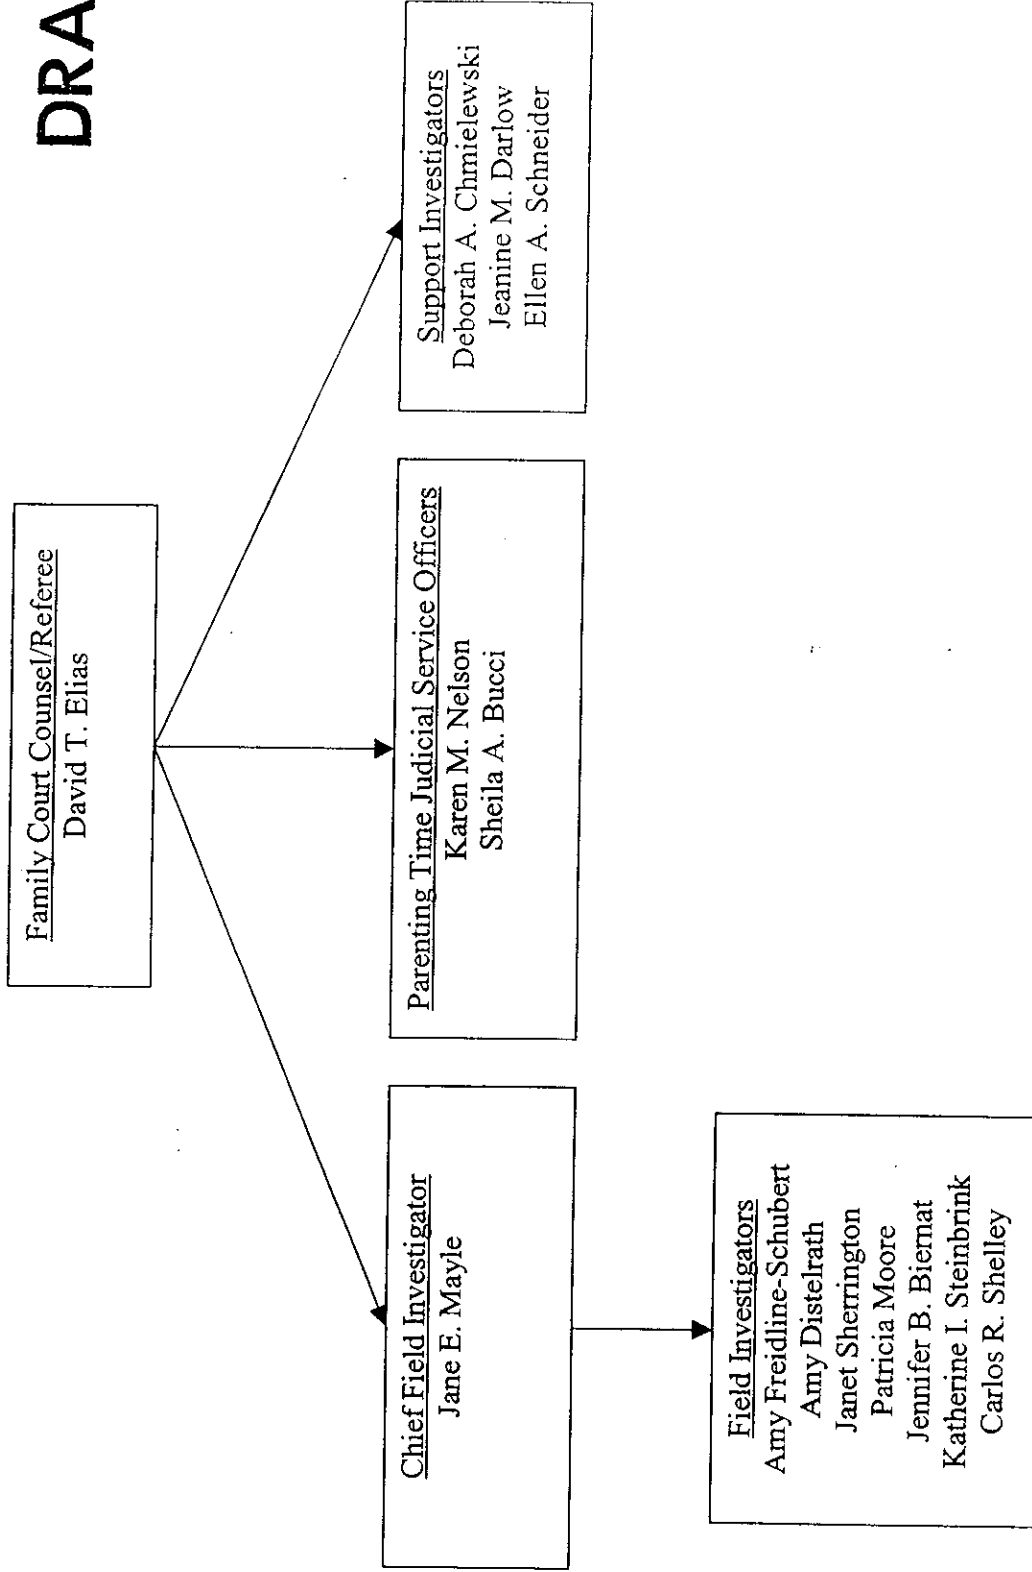 DRA
Family Court Counsel/Referee
David T. Elias
Chief Field Investigator
Jane E. Mayle
Parenting Time Judicial Service Officers
Karen M. Nelson
Sheila A. Bucci
Support Investigators
Deborah A. Chmielewski
Jeanine M. Darlow
Ellen A. Schneider
Field Investigators
Amy Freidline-Schubert
Amy Distelrath
Janet Sherrington
Patricia Moore
Jennifer B. Biernat
Katherine I. Steinbrink
Carlos R. Shelley